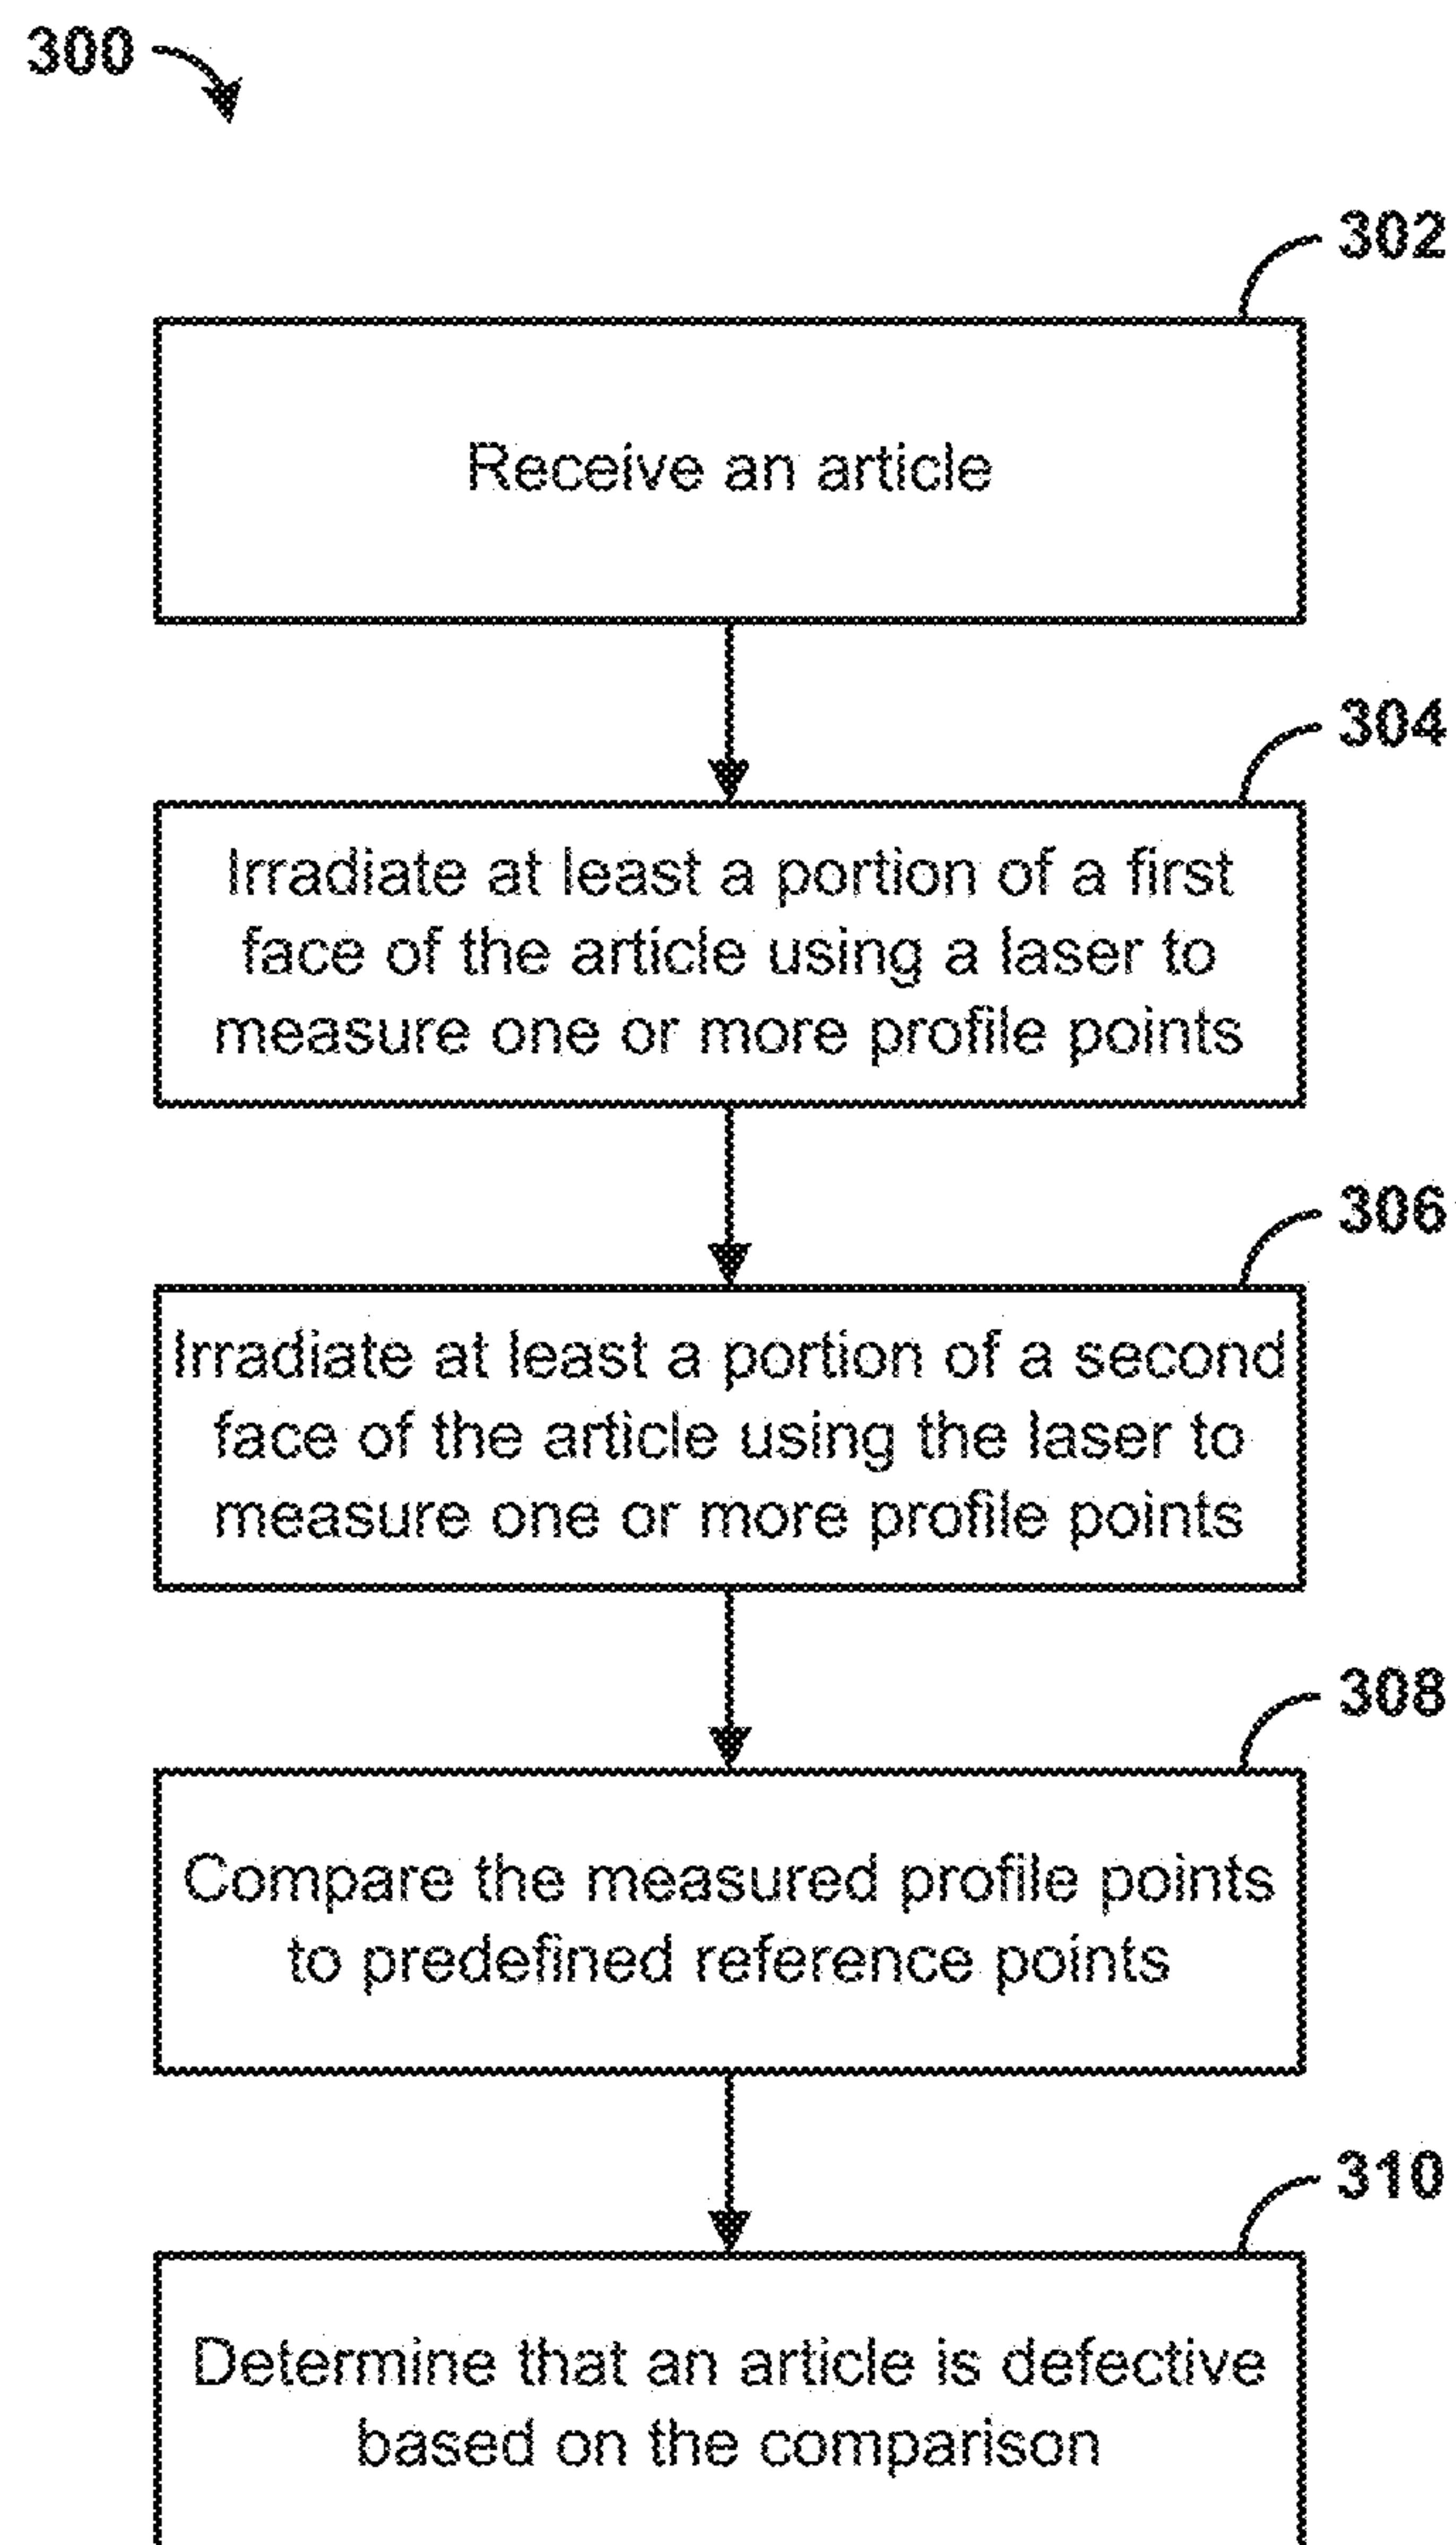 300
302
Receive an article
304
Irradiate at least a portion of a first
face of the article using a laser to
measure one or more profile points
306
Irradiate at least a portion of a second
face of the article using the laser to
measure one or more profile points
308
Compare the measured profile points
to predefined reference points
310
Determine that an article is defective
based on the comparison